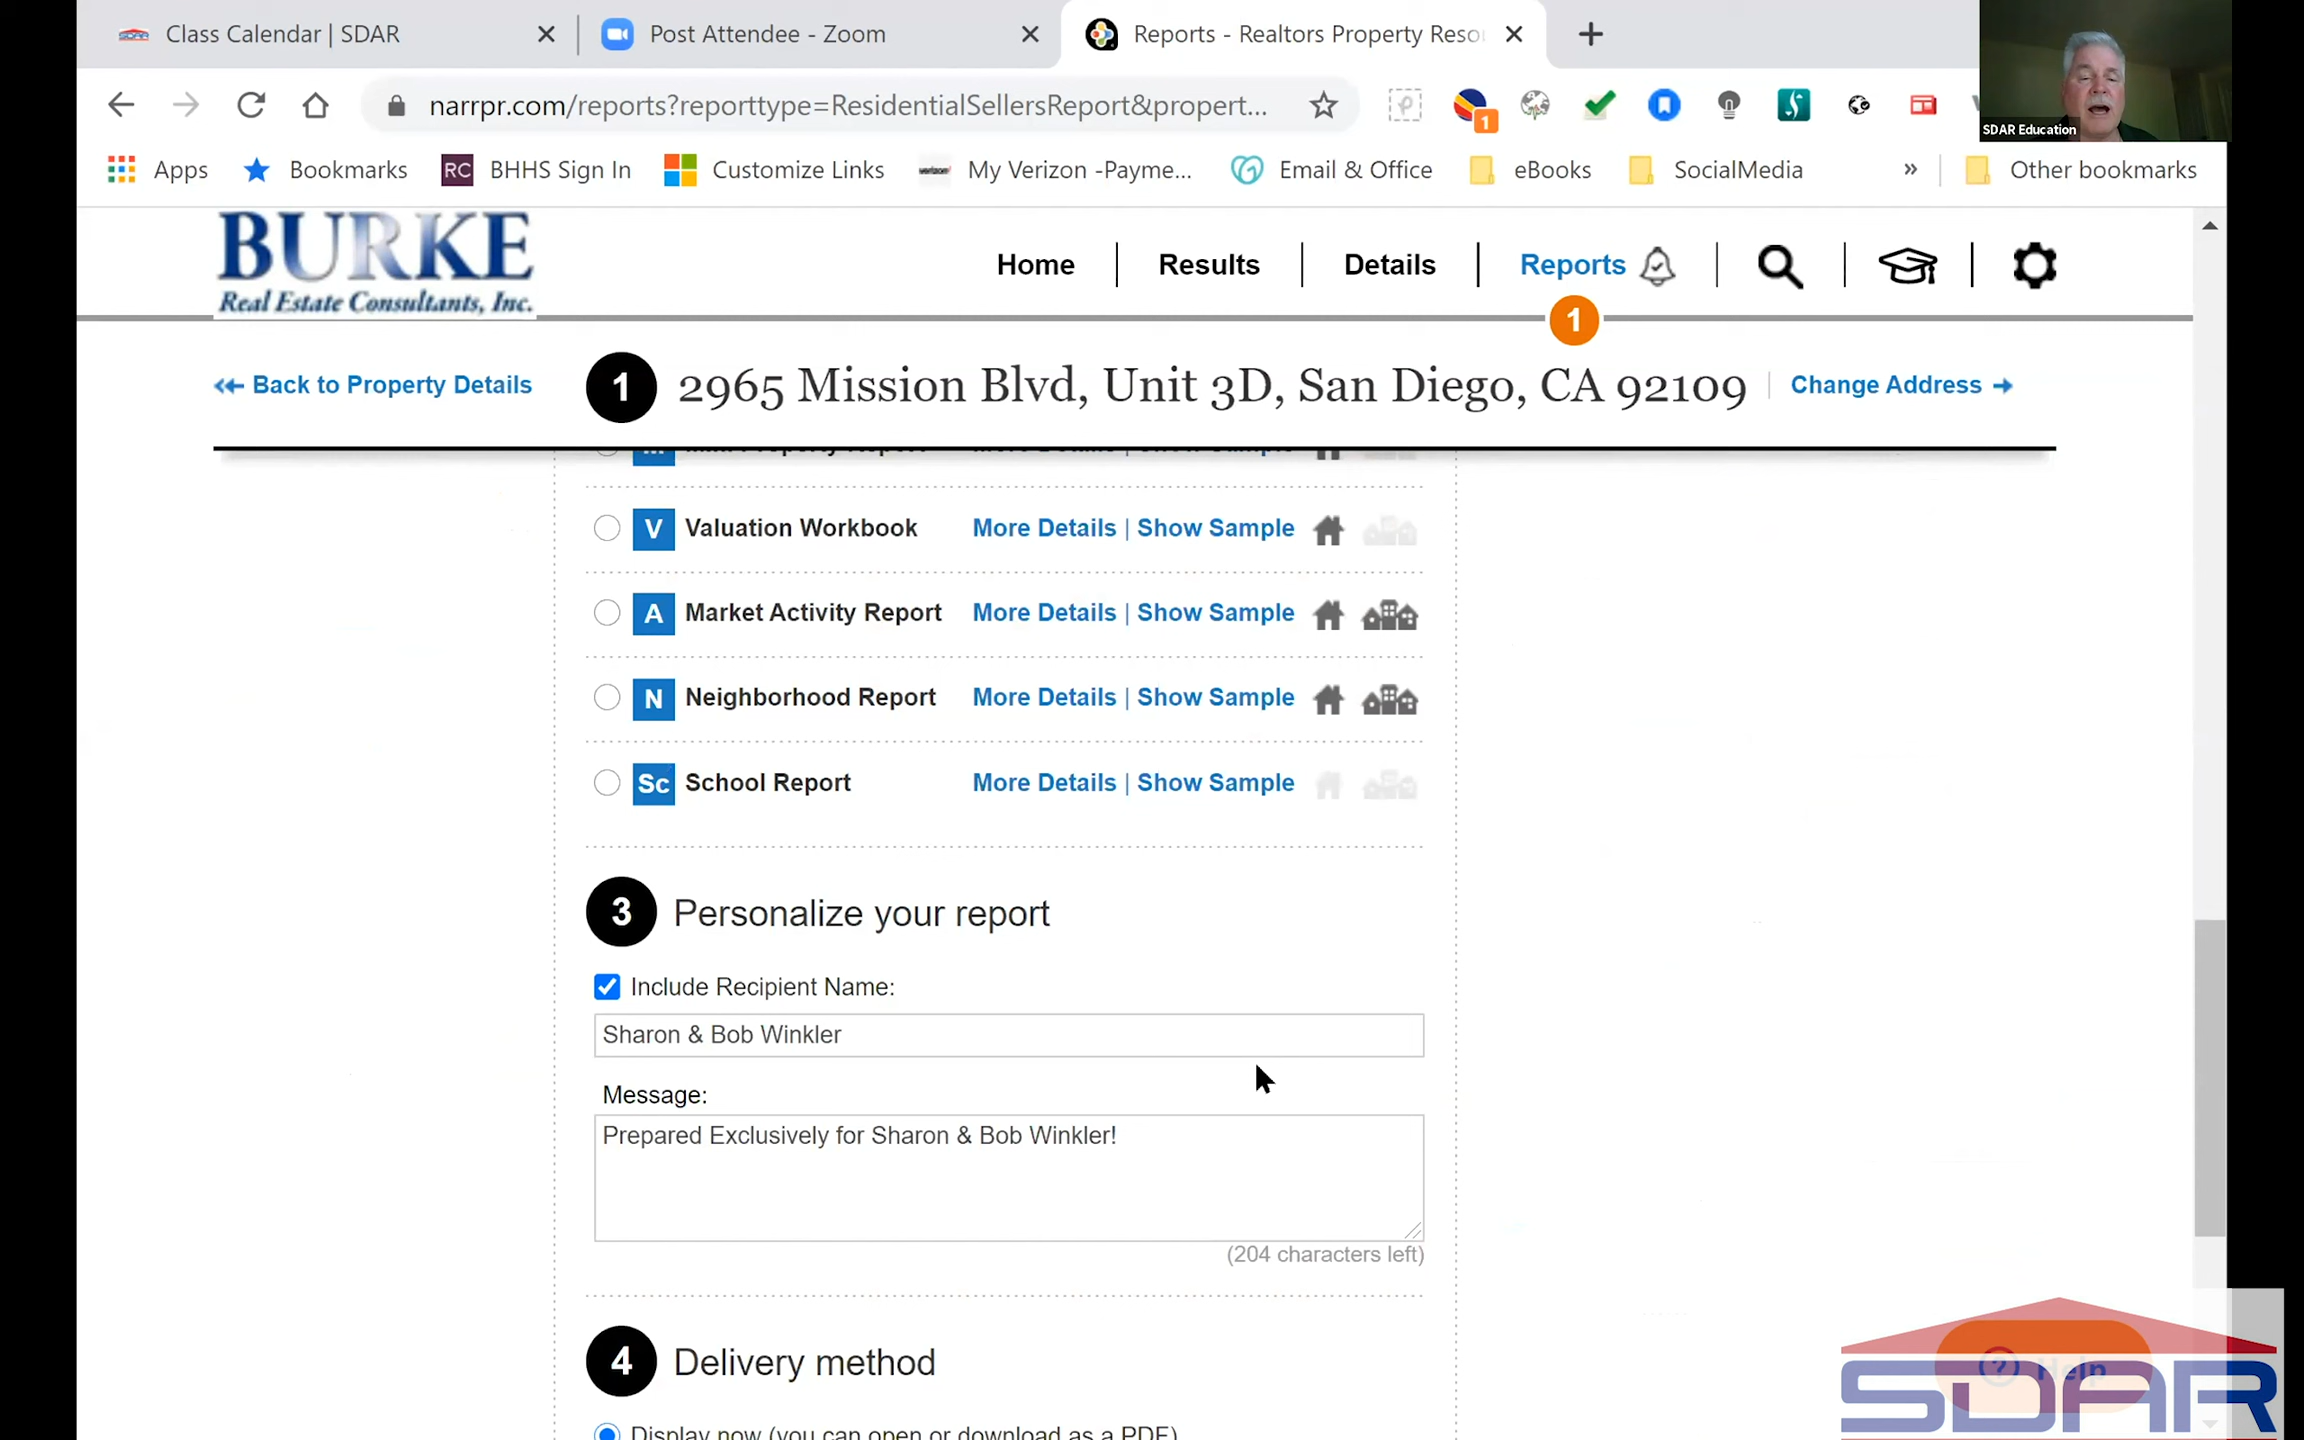 Class Calendar | SDAR
Post Attendee - Zoom
Reports - Realtors Property Reso
narrpr.com/reports?reporttype=ResidentialSellersReport&propert...
1
SDAR Education
Apps
Bookmarks
RC
BHHS Sign In
Customize Links
verizon
My Verizon -Payme...
Email & Office
eBooks
SocialMedia
»
Other bookmarks
BURKE
Real Estate Consultants, Inc.
Home
Results
Details
Reports
1
Back to Property Details
1 2965 Mission Blvd, Unit 3D, San Diego, CA 92109
Change Address
V Valuation Workbook More Details | Show Sample
A Market Activity Report More Details | Show Sample
N Neighborhood Report More Details | Show Sample
Sc School Report More Details | Show Sample
3 Personalize your report
Include Recipient Name:
Sharon & Bob Winkler
Message:
Prepared Exclusively for Sharon & Bob Winkler!
(204 characters left)
4 Delivery method
Display now (you can open or download as a PDF)
Help
SDAR